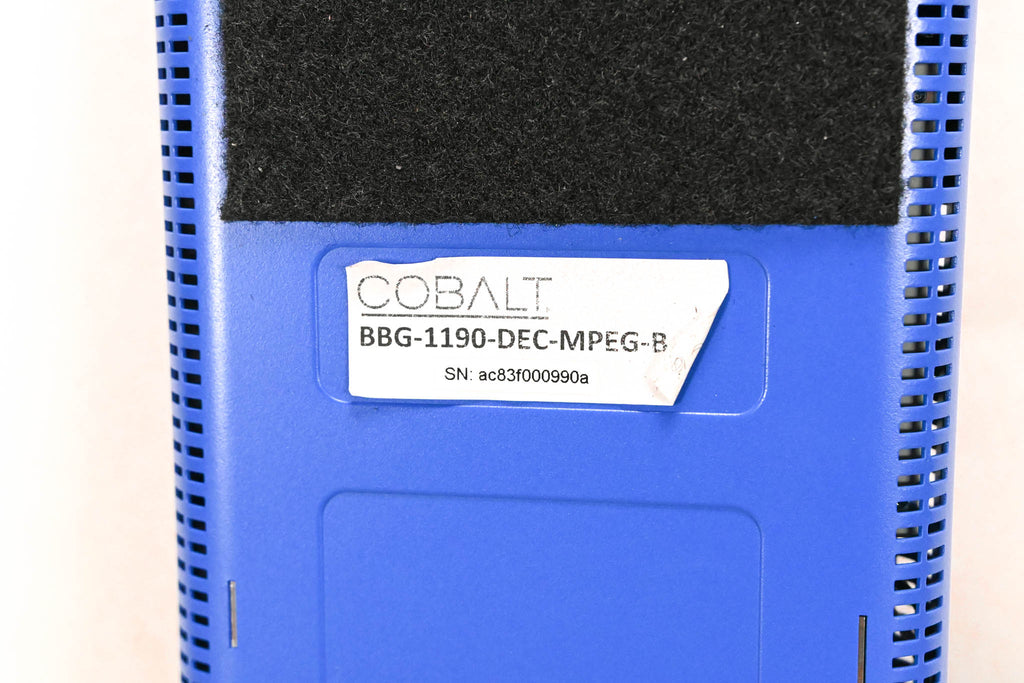 COBALT
BBG-1190-DEC-MPEG-B
SN: ac83f000990a